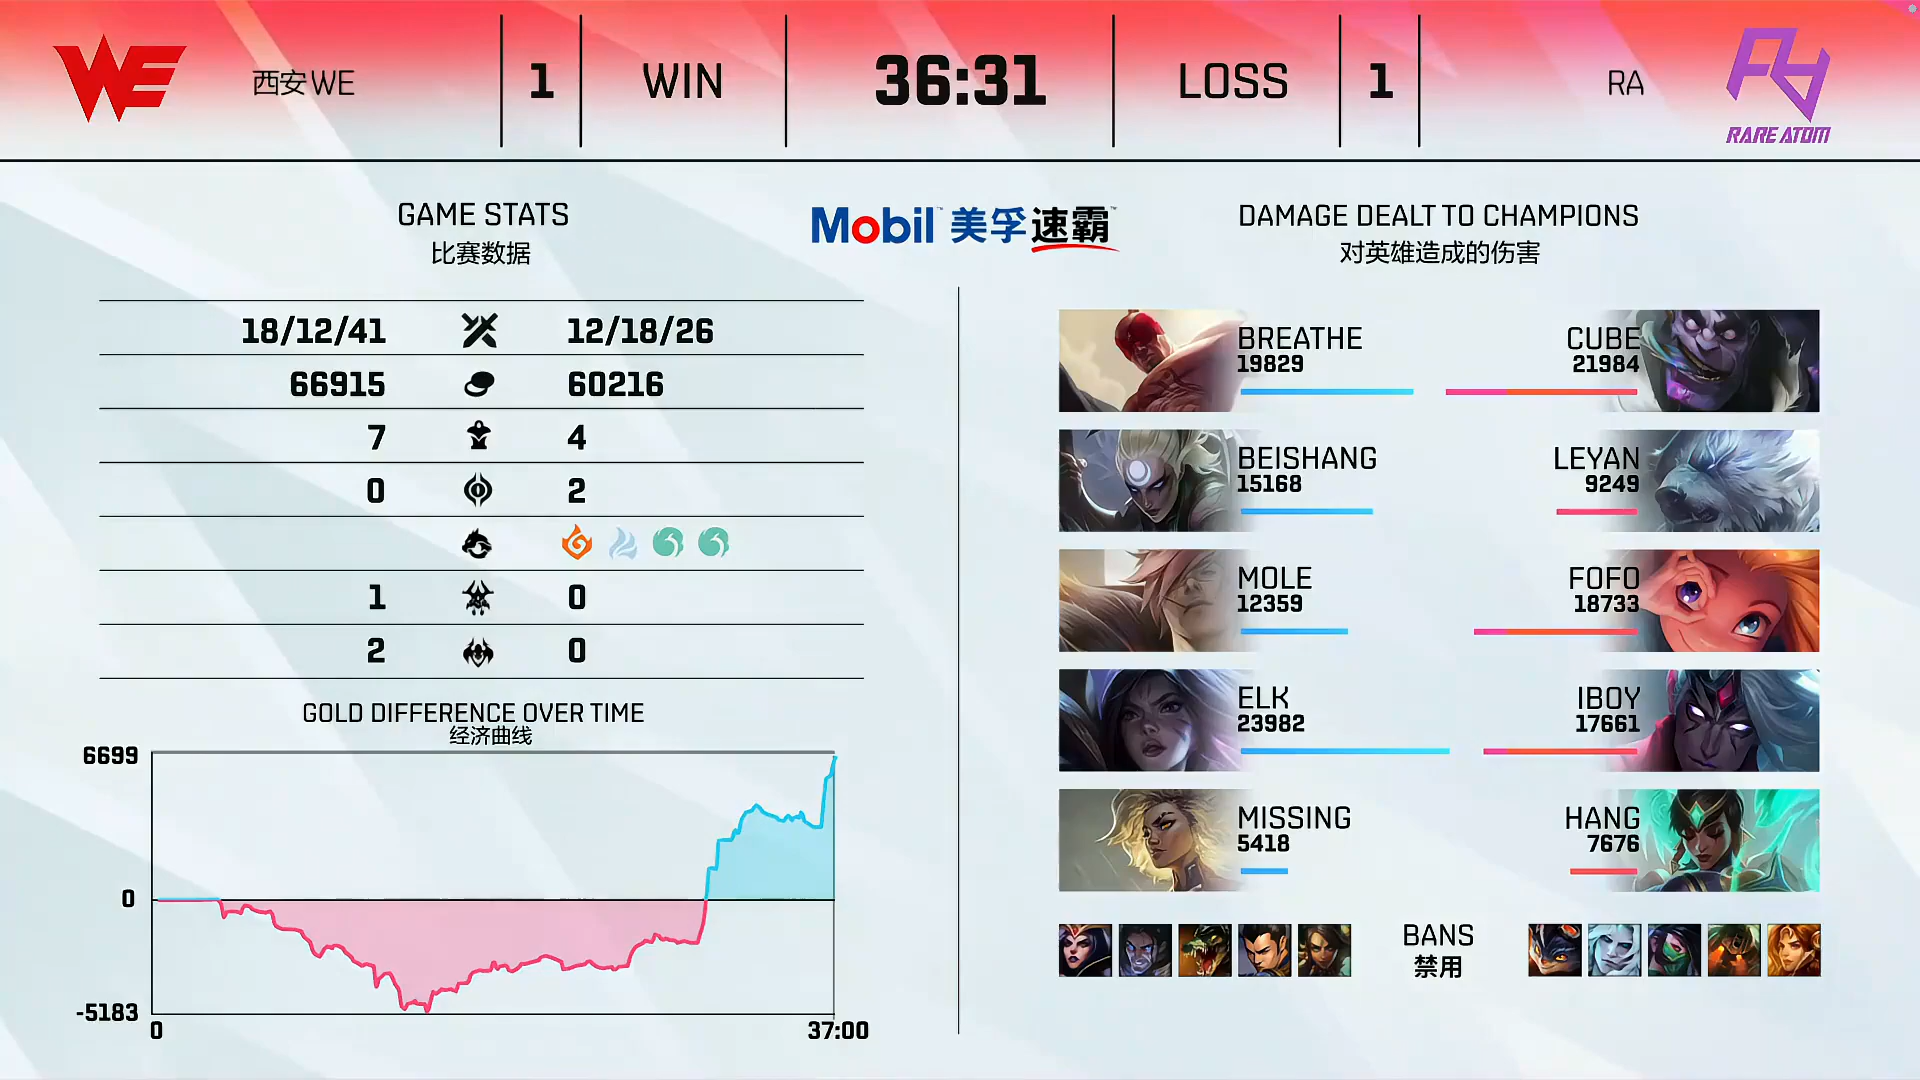 WE
西安WE
1
WIN
36:31
LOSS
1
RA
RARE ATOM
GAME STATS
比赛数据
Mobil™ 美孚速霸™
DAMAGE DEALT TO CHAMPIONS
对英雄造成的伤害
18/12/41
12/18/26
66915
60216
7
4
0
2
1
0
2
0
GOLD DIFFERENCE OVER TIME
经济曲线
6699
0
-5183
0
37:00
BREATHE
19829
CUBE
21984
BEISHANG
15168
LEYAN
9249
MOLE
12359
FOFO
18733
ELK
23982
IBOY
17661
MISSING
5418
HANG
7676
BANS
禁用